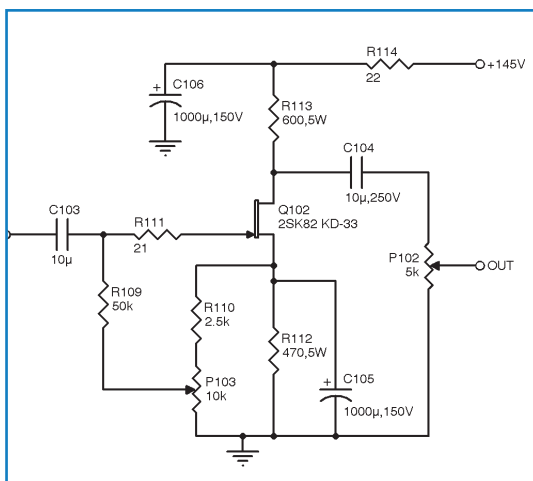 R114
22
+145V
C106
+
1000µ,150V
R113
600,5W
C104
10µ,250V
Q102
2SK82 KD-33
C103
10µ
R111
21
P102
5k
OUT
R109
50k
R110
2.5k
R112
470,5W
P103
10k
C105
+
1000µ,150V